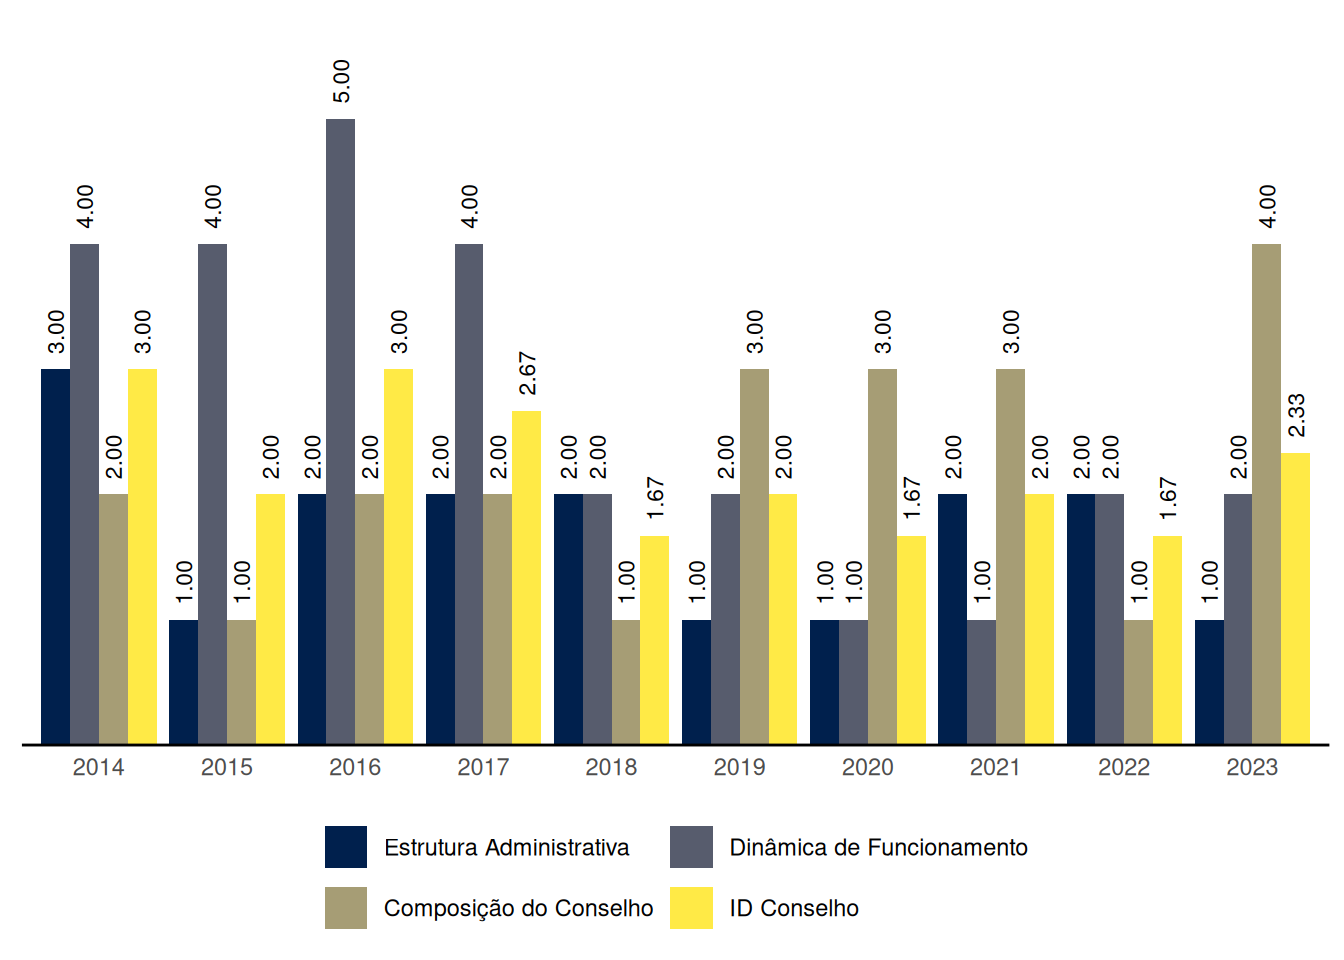 5.00
4.00 4.00 4.00 4.00
3.00 3.00 3.00 3.00 3.00 3.00
2.67
2.33
2.00 2.00 2.00 2.00 2.00 2.00 2.00 2.00 2.00 2.00 2.00 2.00 2.00 2.00 2.00
1.67 1.67 1.67
1.00 1.00 1.00 1.00 1.00 1.00 1.00 1.00 1.00
2014 2015 2016 2017 2018 2019 2020 2021 2022 2023
Estrutura Administrativa Dinâmica de Funcionamento
Composição do Conselho ID Conselho